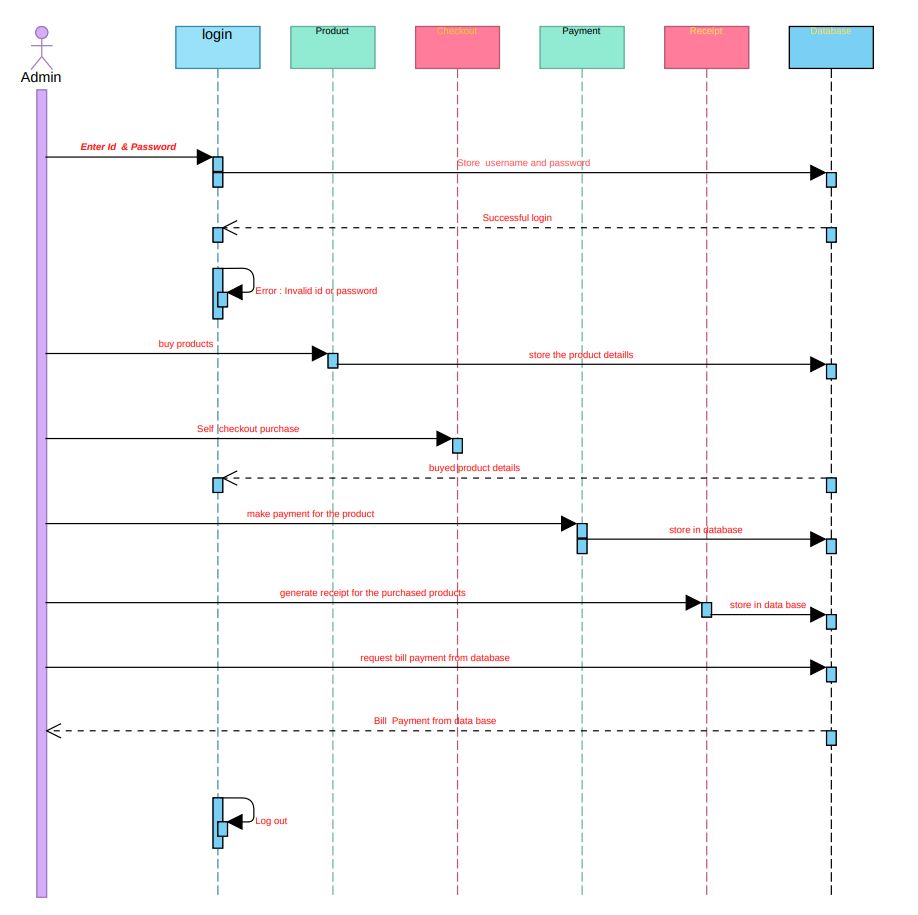 login
Product
Checkout
Payment
Receipt
Database
Admin
Enter Id & Password
Store username and password
Successful login
Error : Invalid id or password
buy products
store the product detaills
Self checkout purchase
buyed product details
make payment for the product
store in database
generate receipt for the purchased products
store in data base
request bill payment from database
Bill Payment from data base
Log out